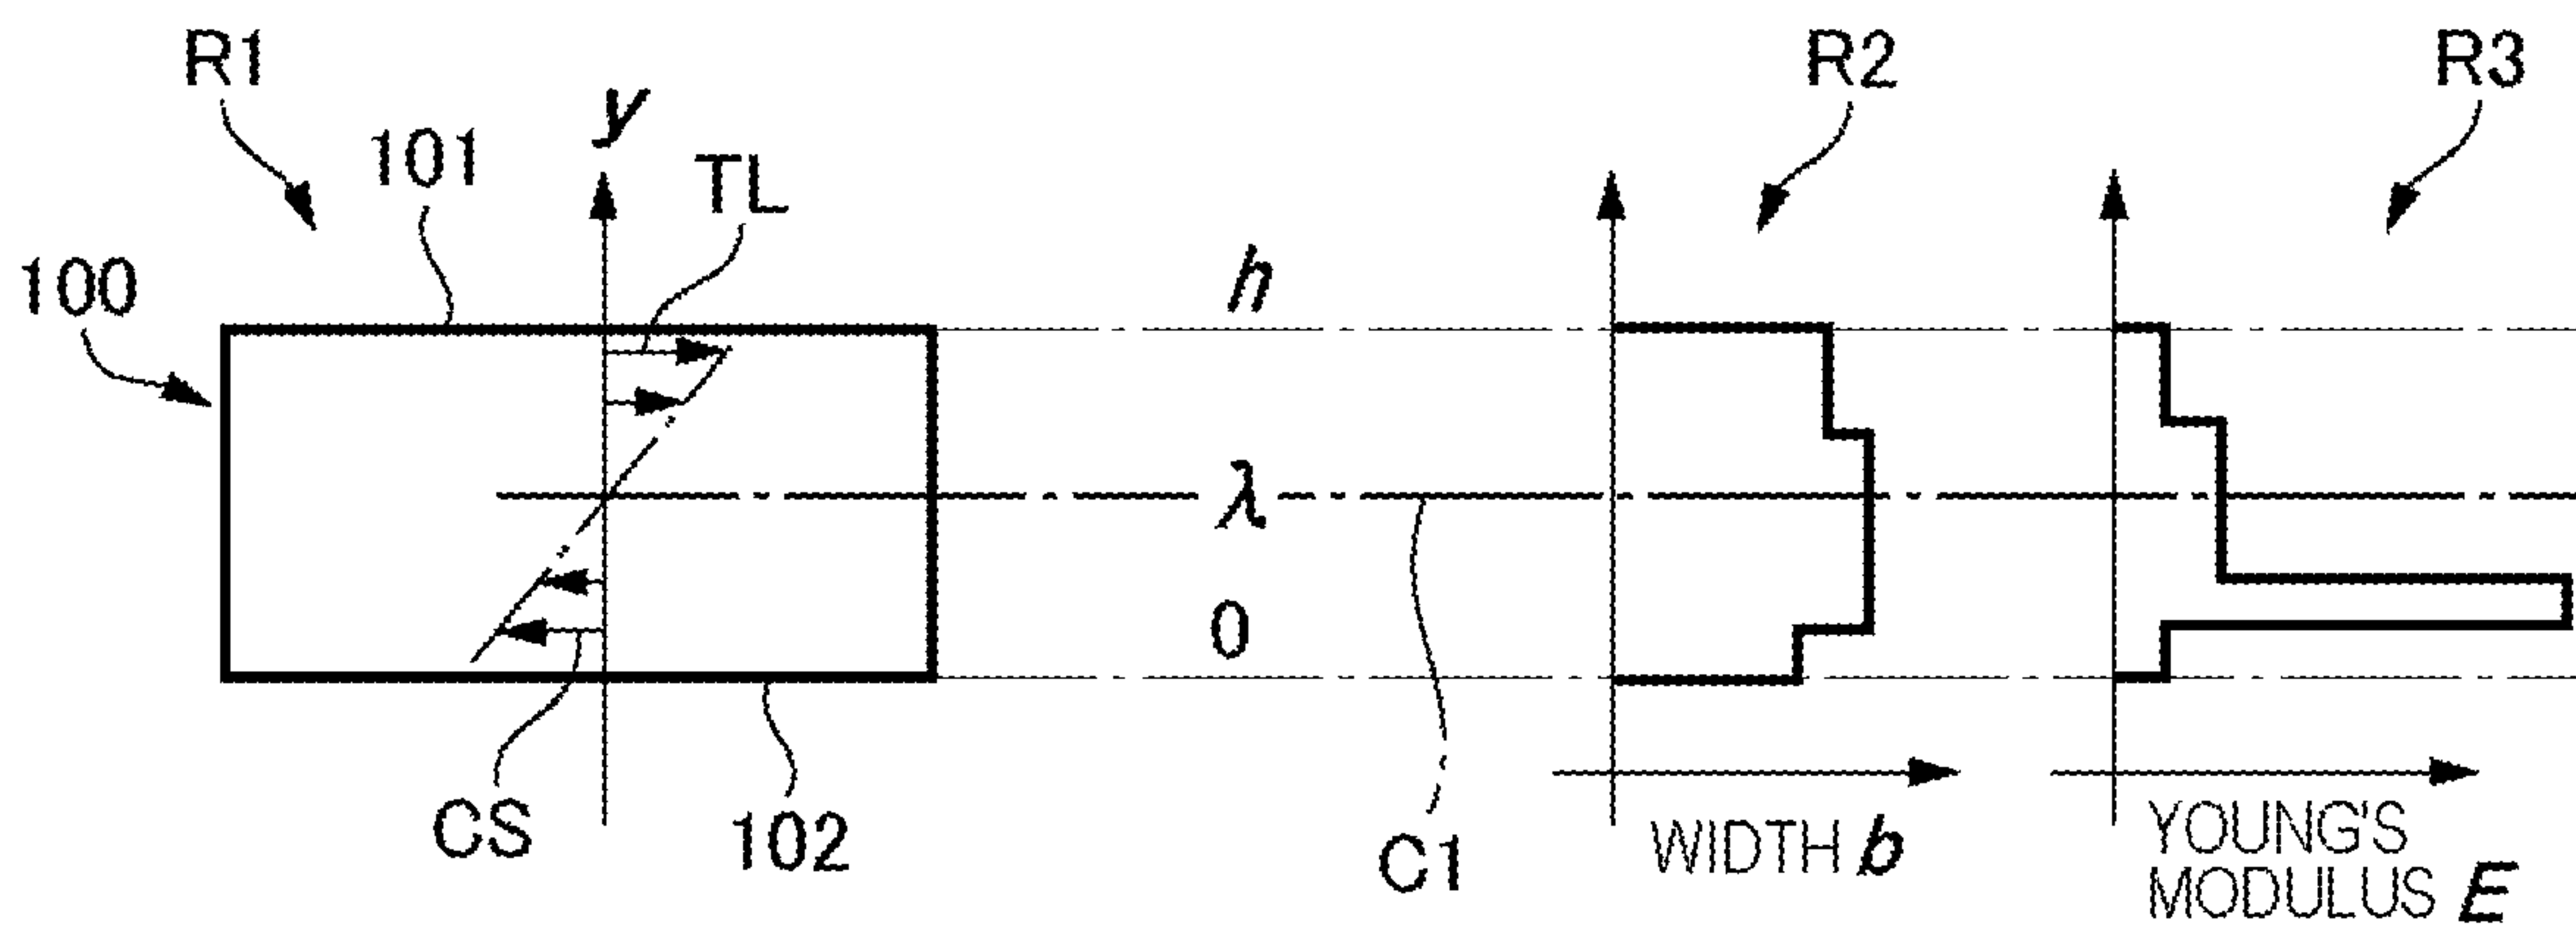 R1
R2
R3
y
101
TL
100
h
λ
0
CS
102
C1
WIDTH b
YOUNG'S
MODULUS E